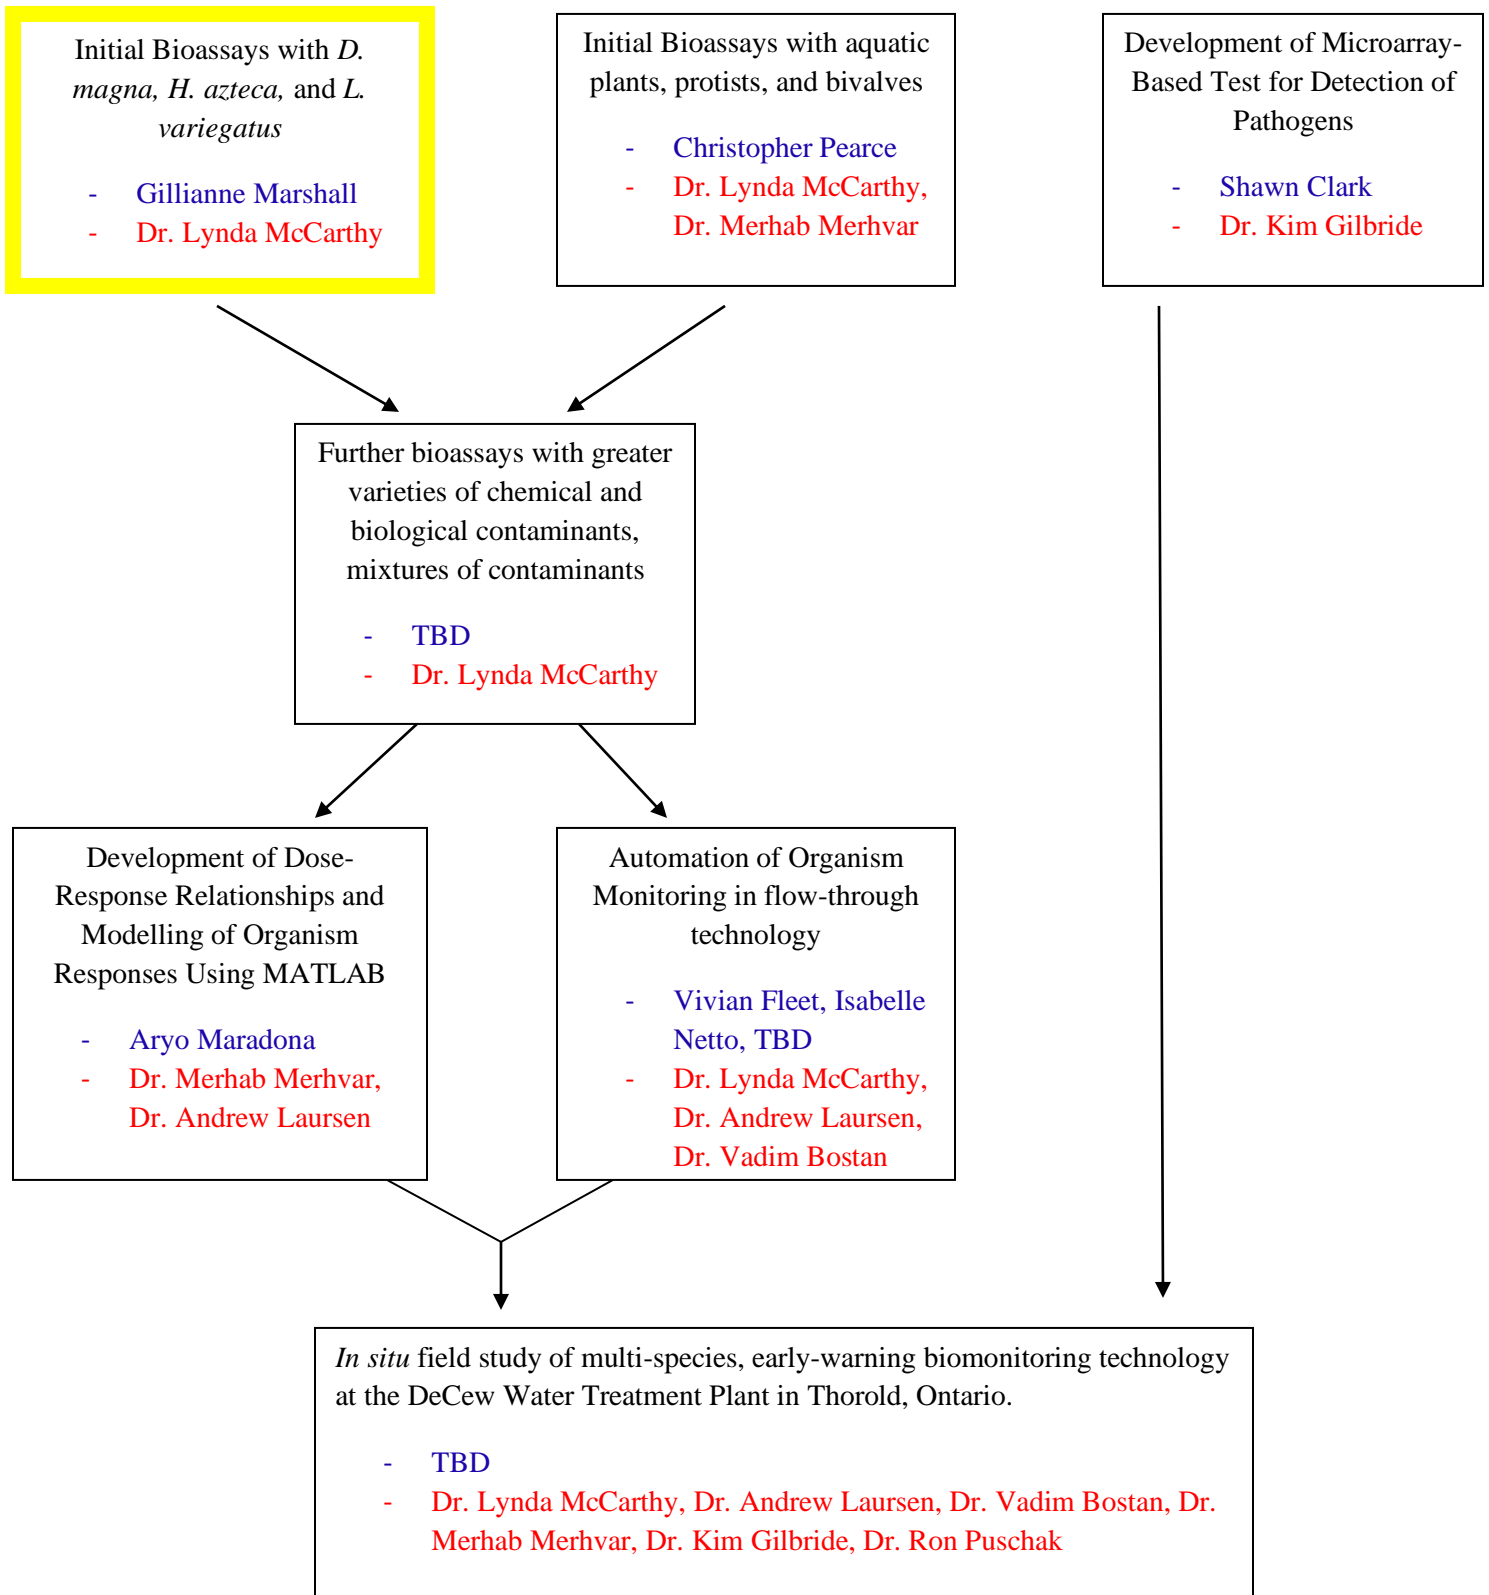 Initial Bioassays with D.
magna, H. azteca, and L.
variegatus
- Gillianne Marshall
- Dr. Lynda McCarthy
Initial Bioassays with aquatic
plants, protists, and bivalves
- Christopher Pearce
- Dr. Lynda McCarthy,
Dr. Merhab Merhvar
Development of Microarray-
Based Test for Detection of
Pathogens
- Shawn Clark
- Dr. Kim Gilbride
Further bioassays with greater
varieties of chemical and
biological contaminants,
mixtures of contaminants
- TBD
- Dr. Lynda McCarthy
Development of Dose-
Response Relationships and
Modelling of Organism
Responses Using MATLAB
- Aryo Maradona
- Dr. Merhab Merhvar,
Dr. Andrew Laursen
Automation of Organism
Monitoring in flow-through
technology
- Vivian Fleet, Isabelle
Netto, TBD
- Dr. Lynda McCarthy,
Dr. Andrew Laursen,
Dr. Vadim Bostan
In situ field study of multi-species, early-warning biomonitoring technology
at the DeCew Water Treatment Plant in Thorold, Ontario.
- TBD
- Dr. Lynda McCarthy, Dr. Andrew Laursen, Dr. Vadim Bostan, Dr.
Merhab Merhvar, Dr. Kim Gilbride, Dr. Ron Puschak